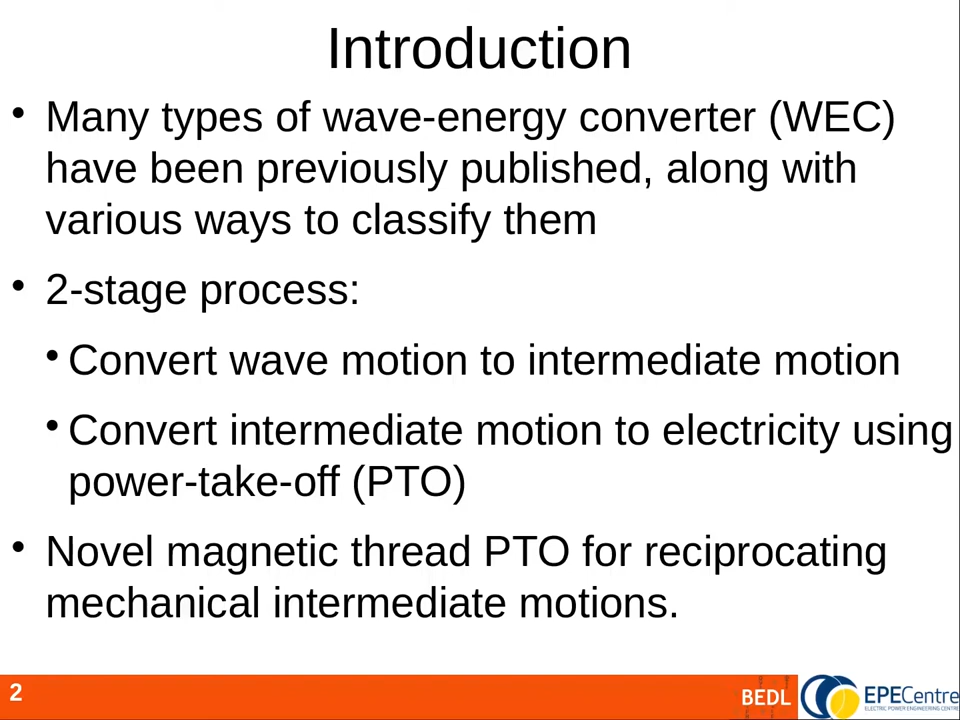 Introduction
• Many types of wave-energy converter (WEC)
have been previously published, along with
various ways to classify them
• 2-stage process:
• Convert wave motion to intermediate motion
• Convert intermediate motion to electricity using
power-take-off (PTO)
• Novel magnetic thread PTO for reciprocating
mechanical intermediate motions.
2
BEDL
EPECentre
ELECTRIC POWER ENGINEERING CENTRE